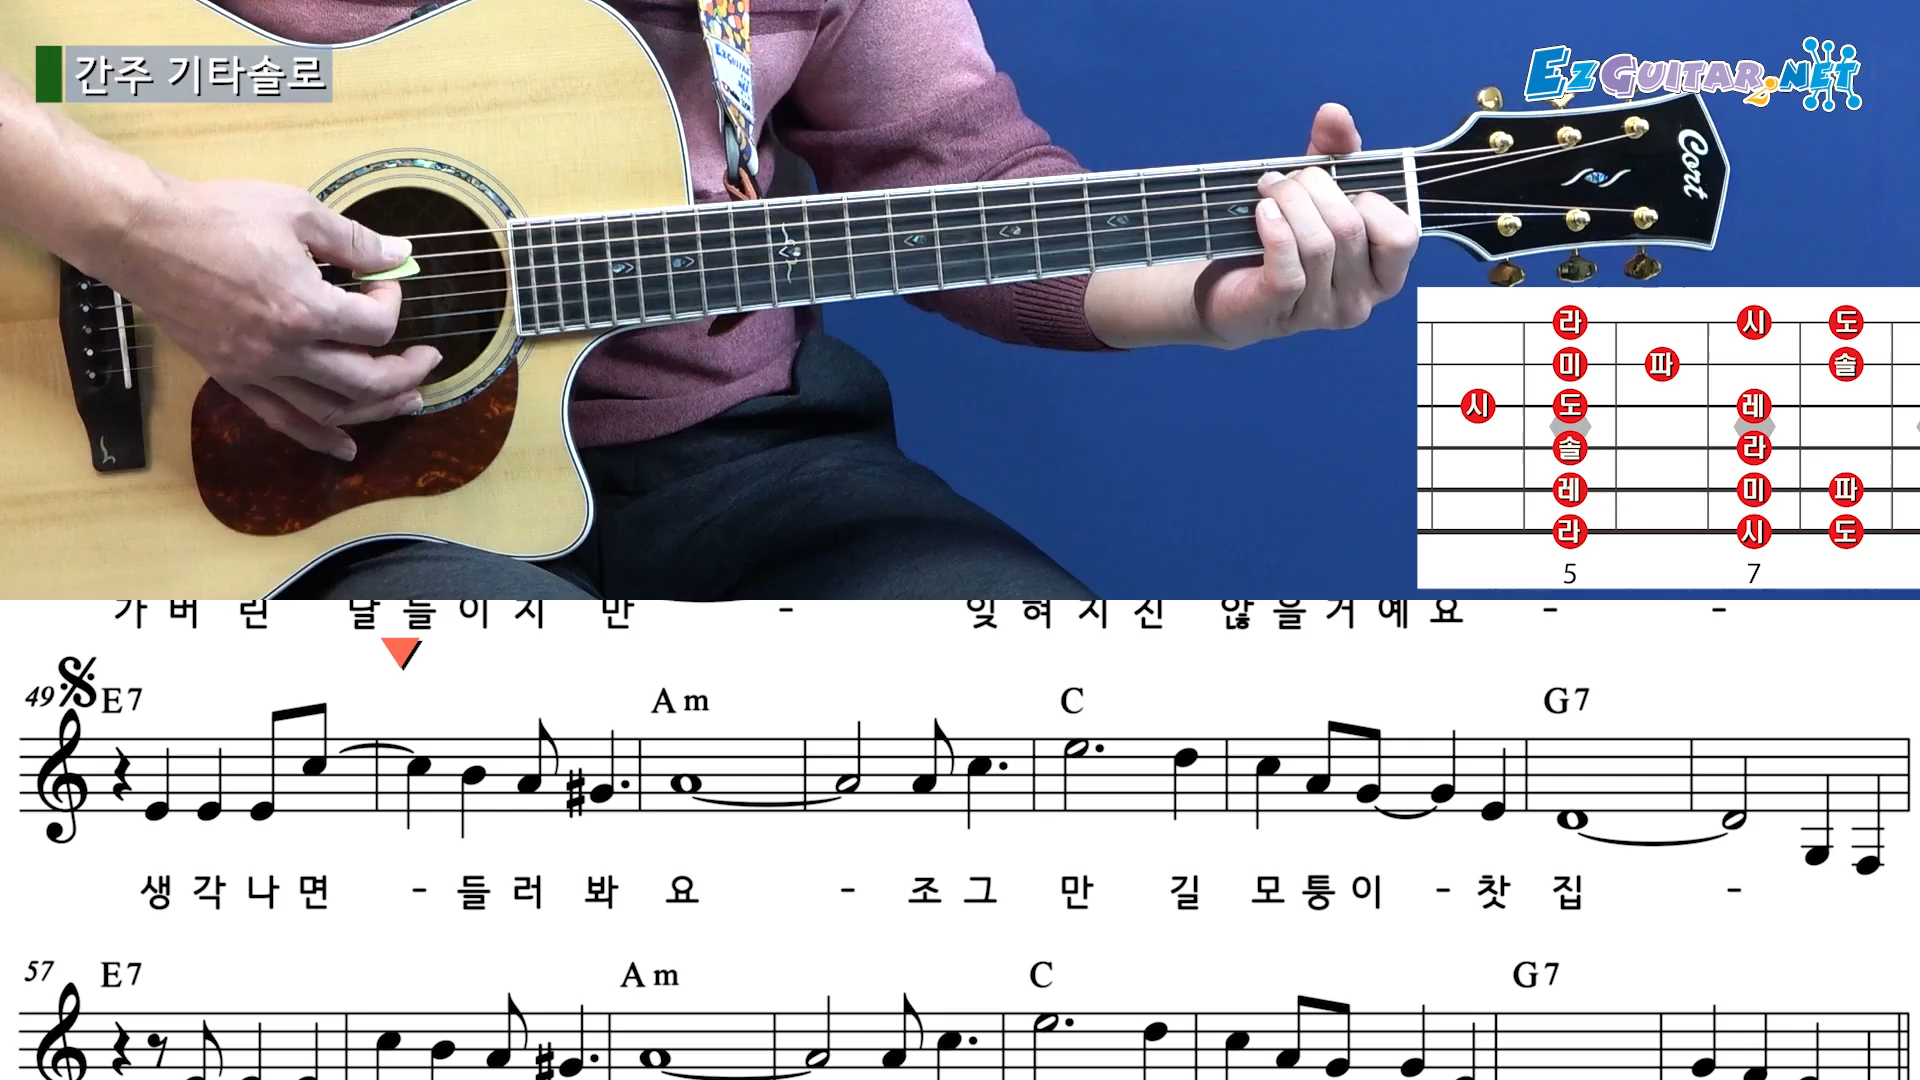 간주 기타솔로
EzGuitar2.NET
Cort
라 시 도
미 파 솔
시 도 레
솔 라
레 미 파
라 시 도
5 7
가 버 린 날 들 이 지 만 - 잊 혀 지 진 않 을 거 예 요 - -
49 E7 Am C G7
생 각 나 면 - 들 러 봐 요 - 조 그 만 길 모 퉁 이 - 찻 집 -
57 E7 Am C G7